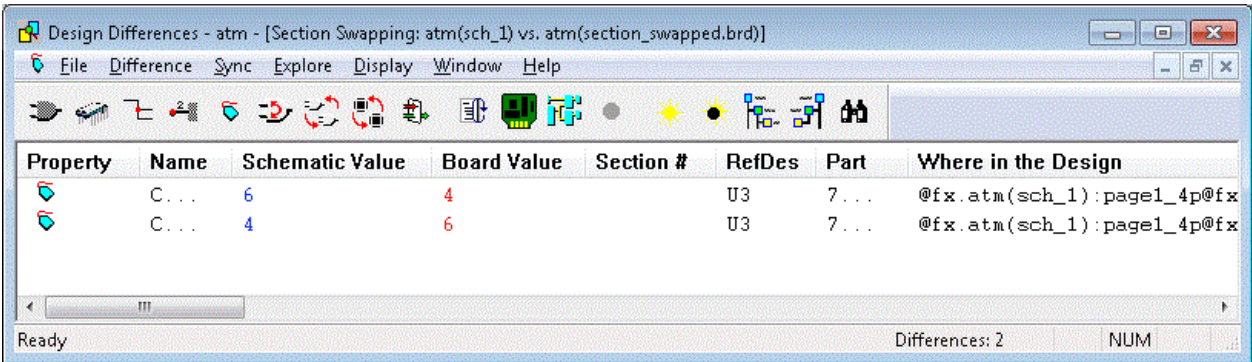 Design Differences - atm - [Section Swapping: atm(sch_1) vs. atm(section_swapped.brd)]
File Difference Sync Explore Display Window Help
Property Name Schematic Value Board Value Section # RefDes Part Where in the Design
C... 6 4 U3 7... @fx.atm(sch_1):page1_4p@fx
C... 4 6 U3 7... @fx.atm(sch_1):page1_4p@fx
Ready Differences: 2 NUM